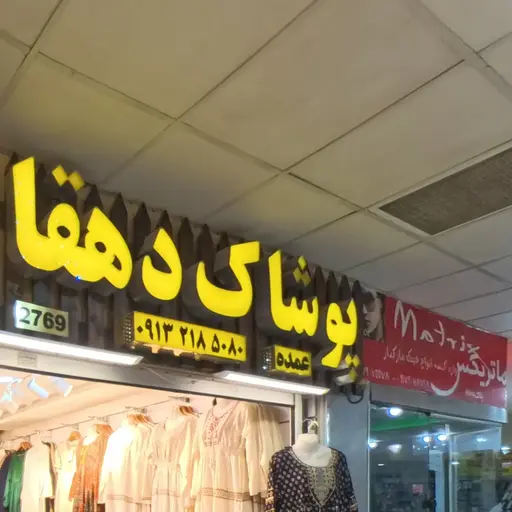 پوشاک دهقا
عمده
۰۹۱۳ ۲۱۸ ۵۰۸۰
2769
Matrix
ماتریکس